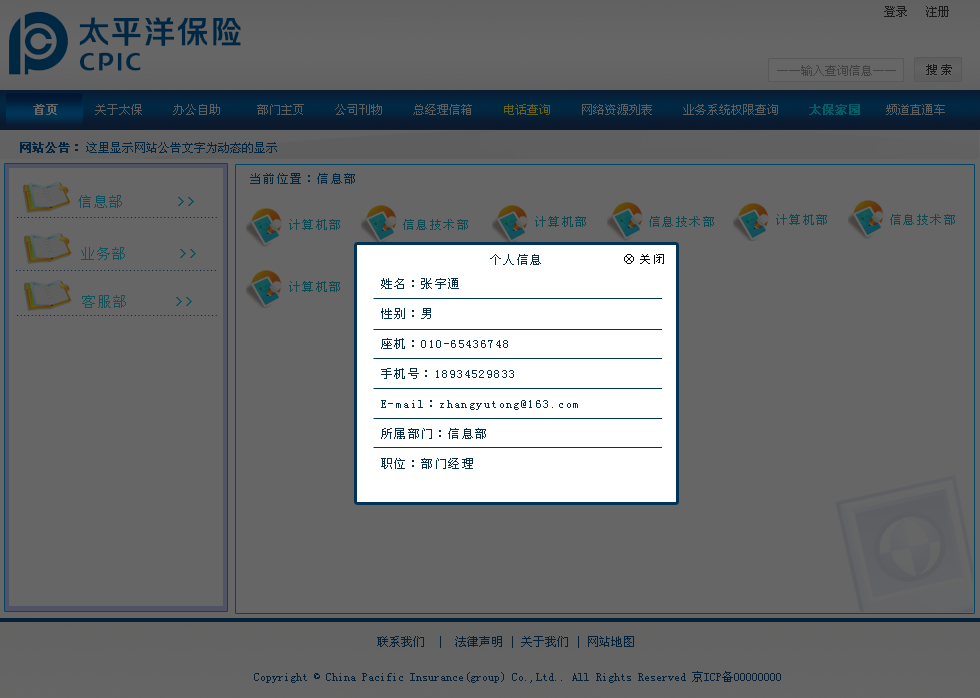 登录 注册
太平洋保险
CPIC
——输入查询信息—— 搜 索
首页 关于太保 办公自助 部门主页 公司刊物 总经理信箱 电话查询 网络资源列表 业务系统权限查询 太保家园 频道直通车
网站公告：这里显示网站公告文字为动态的显示
信息部 >>
业务部 >>
客服部 >>
当前位置：信息部
计算机部 信息技术部 计算机部 信息技术部 计算机部 信息技术部
计算机部
个人信息 ⊗ 关闭
姓名：张宇通
性别：男
座机：010-65436748
手机号：18934529833
E-mail：zhangyutong@163.com
所属部门：信息部
职位：部门经理
联系我们 | 法律声明 | 关于我们 | 网站地图
Copyright © China Pacific Insurance(group) Co.,Ltd.. All Rights Reserved 京ICP备00000000